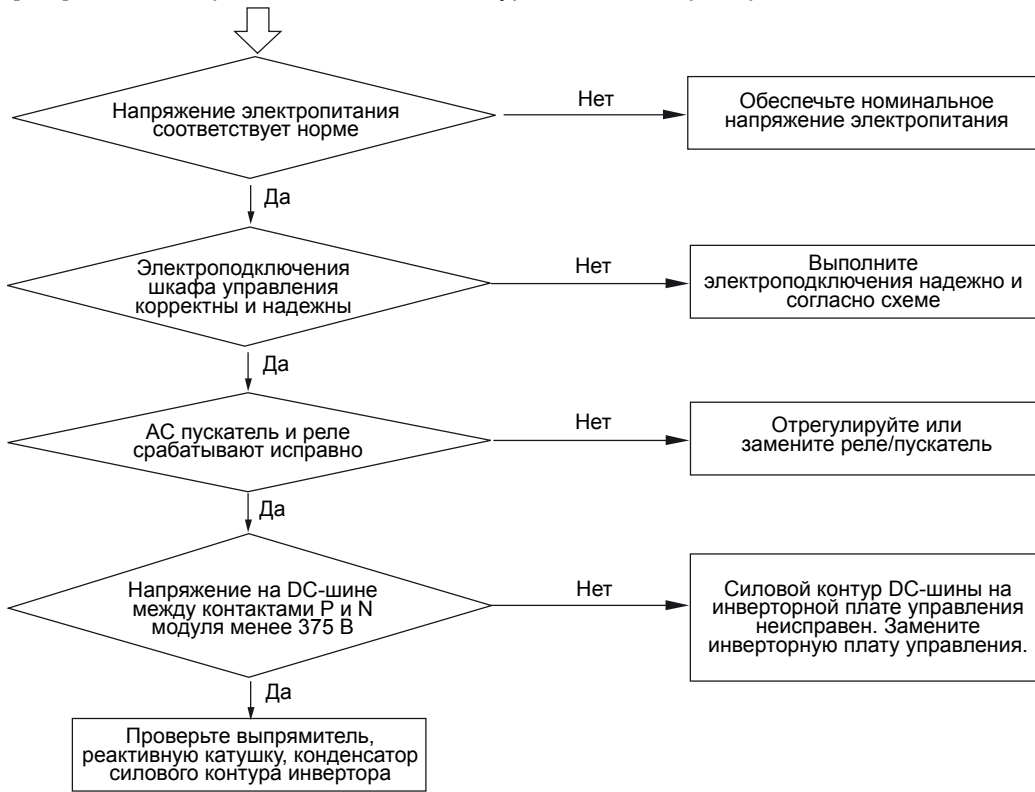 Напряжение электропитания
соответствует норме
Нет
Обеспечьте номинальное
напряжение электропитания
Да
Электроподключения
шкафа управления
корректны и надежны
Нет
Выполните
электроподключения надежно и
согласно схеме
Да
АС пускатель и реле
срабатывают исправно
Нет
Отрегулируйте или
замените реле/пускатель
Да
Напряжение на DC-шине
между контактами P и N
модуля менее 375 В
Нет
Силовой контур DC-шины на
инверторной плате управления
неисправен. Замените
инверторную плату управления.
Да
Проверьте выпрямитель,
реактивную катушку, конденсатор
силового контура инвертора